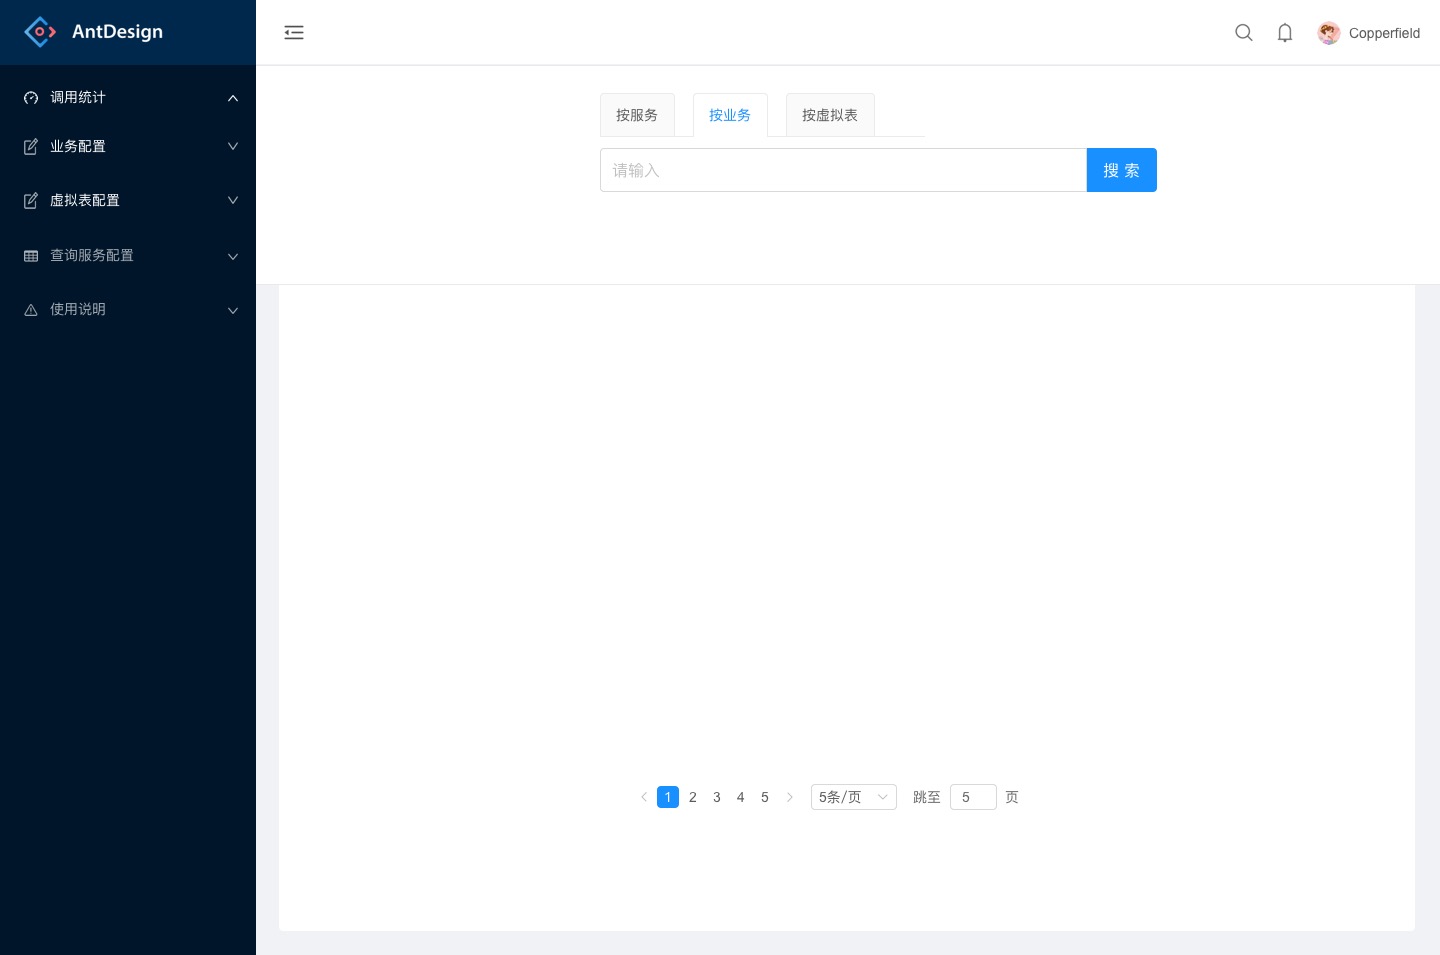 AntDesign
Copperfield
调用统计
业务配置
虚拟表配置
查询服务配置
使用说明
按服务 按业务 按虚拟表
请输入 搜 索
1 2 3 4 5 5条/页 跳至 5 页